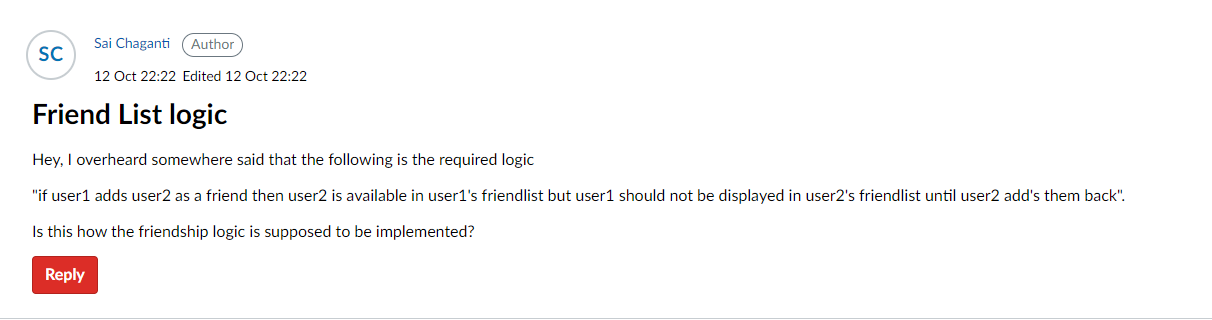 SC
Sai Chaganti Author
12 Oct 22:22 Edited 12 Oct 22:22
Friend List logic
Hey, I overheard somewhere said that the following is the required logic
"if user1 adds user2 as a friend then user2 is available in user1's friendlist but user1 should not be displayed in user2's friendlist until user2 add's them back".
Is this how the friendship logic is supposed to be implemented?
Reply